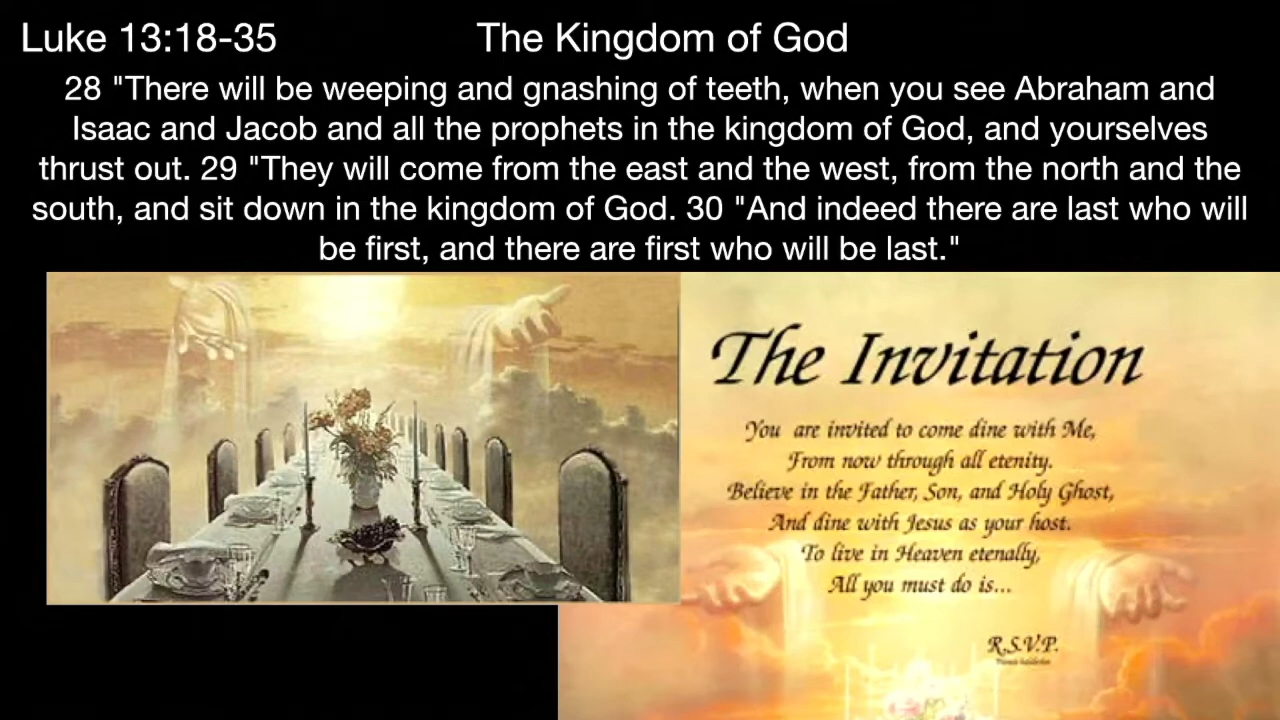 Luke 13:18-35
The Kingdom of God
28 "There will be weeping and gnashing of teeth, when you see Abraham and
Isaac and Jacob and all the prophets in the kingdom of God, and yourselves
thrust out. 29 "They will come from the east and the west, from the north and the
south, and sit down in the kingdom of God. 30 "And indeed there are last who will
be first, and there are first who will be last."
The Invitation
You are invited to come dine with Me,
From now through all etenity.
Believe in the Father, Son, and Holy Ghost,
And dine with Jesus as your host.
To live in Heaven etenally,
All you must do is...
R.S.V.P.